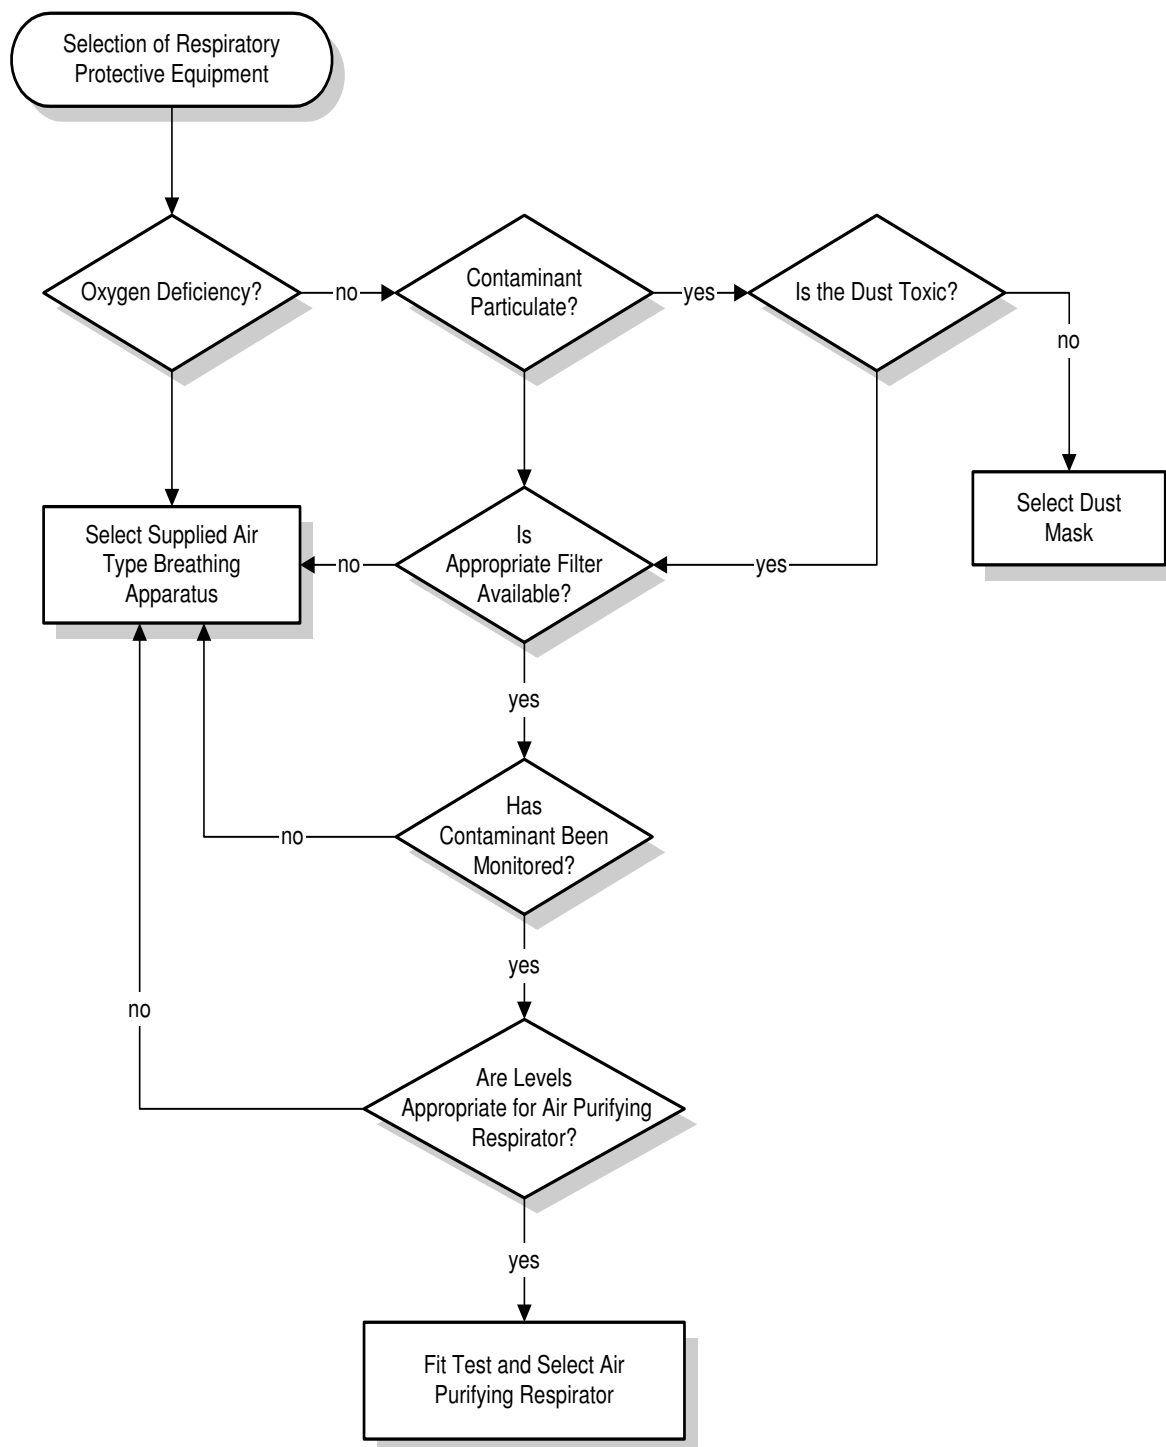 Selection of Respiratory
Protective Equipment
Oxygen Deficiency?
no
Contaminant
Particulate?
yes
Is the Dust Toxic?
no
Select Dust
Mask
Select Supplied Air
Type Breathing
Apparatus
no
Is
Appropriate Filter
Available?
yes
yes
Has
Contaminant Been
Monitored?
no
yes
no
Are Levels
Appropriate for Air Purifying
Respirator?
yes
Fit Test and Select Air
Purifying Respirator